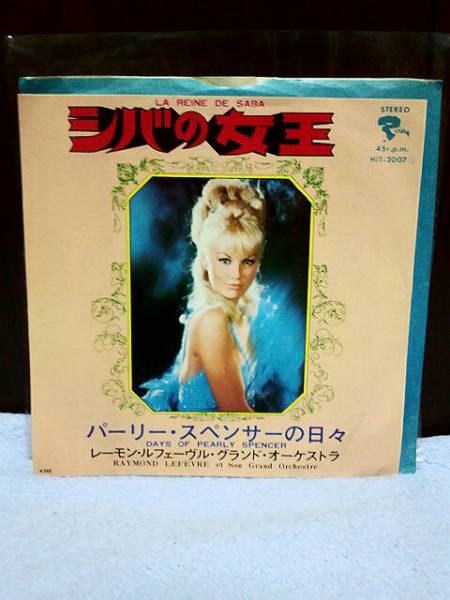 LA REINE DE SABA
シバの女王
STEREO
45r.p.m.
HIT-2007
パーリー・スペンサーの日々
DAYS OF PEARLY SPENCER
レーモン・ルフェーヴル・グランド・オーケストラ
RAYMOND LEFEVRE et Son Grand Orchestre